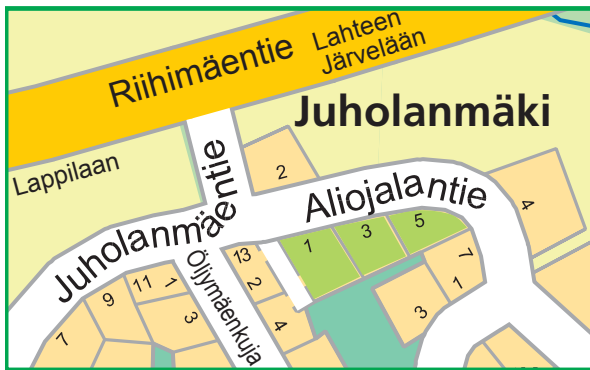 Riihimäentie
Lahteen
Järvelään
Juholanmäki
Lappilaan
Juholanmäentie
Aliojalantie
Öljymäenkuja
2
4
1
3
5
7
1
3
13
2
4
11
1
9
3
7